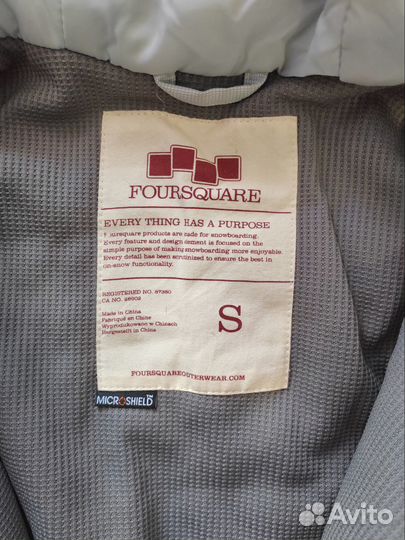 FOURSQUARE
EVERY THING HAS A PURPOSE
Foursquare products are made for snowboarding.
Every feature and design element is focused on the
simple purpose of making snowboarding more enjoyable.
Every detail has been scrutinized to ensure the best in
on-snow functionality.
REGISTERED NO. 87380
CA NO. 26902
Made in China
Fabriqué en Chine
Wyprodukowano w Chinach
Hergestellt in China
S
FOURSQUAREOUTERWEAR.COM
MICROSHIELD
Avito